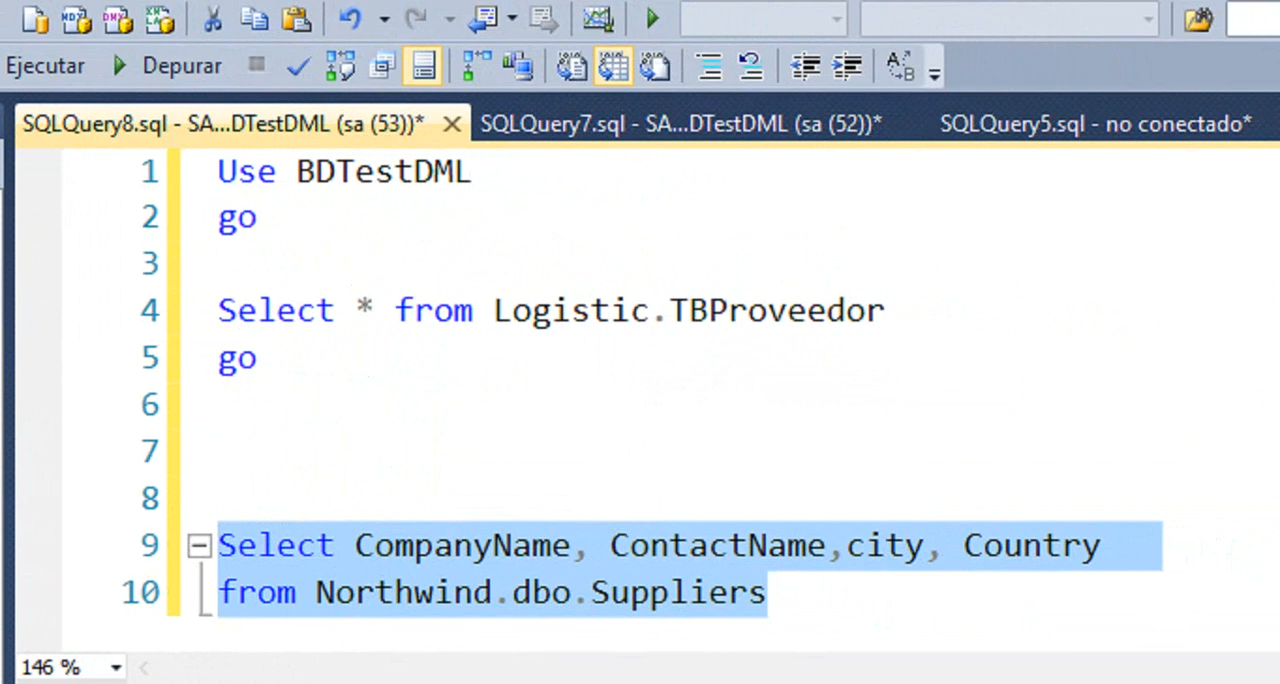 Ejecutar Depurar
SQLQuery8.sql - SA...DTestDML (sa (53))* SQLQuery7.sql - SA...DTestDML (sa (52))* SQLQuery5.sql - no conectado*
1 Use BDTestDML
2 go
3
4 Select * from Logistic.TBProveedor
5 go
6
7
8
9 Select CompanyName, ContactName,city, Country
10 from Northwind.dbo.Suppliers
146 %